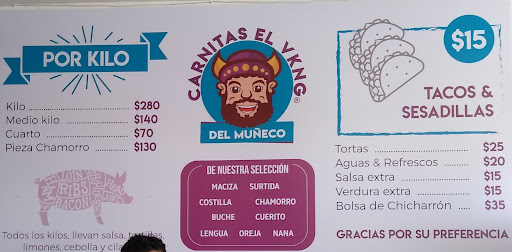 POR KILO
Kilo ........ $280
Medio kilo ........ $140
Cuarto ........ $70
Pieza Chamorro ........ $130
LOIN
RIBS
BACON
Todos los kilos, llevan salsa, tortillas,
limones, cebolla y cila
CARNITAS EL VKNG®
DEL MUÑECO
DE NUESTRA SELECCIÓN
MACIZA SURTIDA
COSTILLA CHAMORRO
BUCHE CUERITO
LENGUA OREJA NANA
$15
TACOS &
SESADILLAS
Tortas ........ $25
Aguas & Refrescos ........ $20
Salsa extra ........ $15
Verdura extra ........ $15
Bolsa de Chicharrón ..... $35
GRACIAS POR SU PREFERENCIA